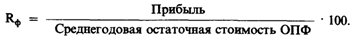 Прибыль
Rф = ———————————————— · 100.
Среднегодовая остаточная стоимость ОПФ